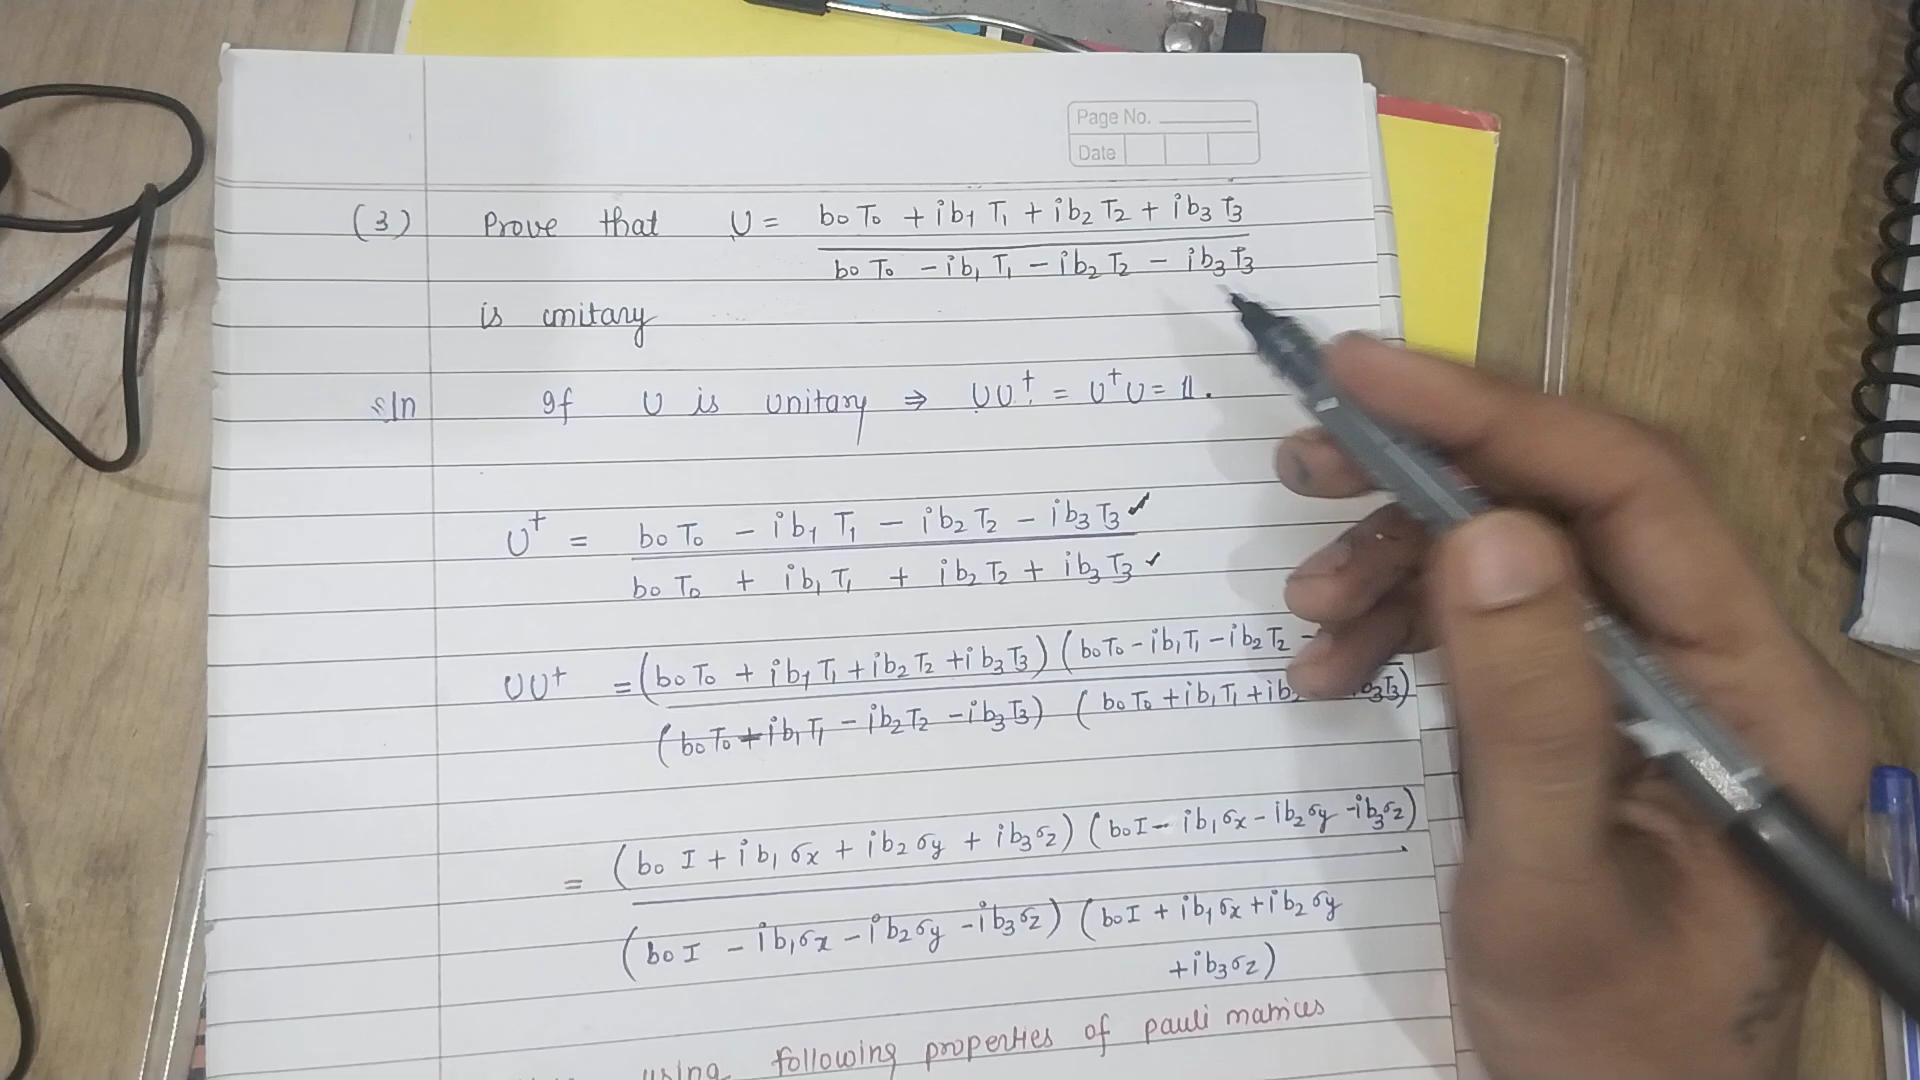 Page No.
Date
(3) Prove that U = b0 T0 + ib1 T1 + ib2 T2 + ib3 T3
b0 T0 - ib1 T1 - ib2 T2 - ib3 T3
is unitary
sln If U is unitary ⇒ UU† = U†U = 1.
U† = b0 T0 - ib1 T1 - ib2 T2 - ib3 T3 ✓
b0 T0 + ib1 T1 + ib2 T2 + ib3 T3 ✓
UU† = (b0 T0 + ib1 T1 + ib2 T2 + ib3 T3) (b0 T0 - ib1 T1 - ib2 T2 -
(b0 T0 - ib1 T1 - ib2 T2 - ib3 T3) (b0 T0 + ib1 T1 + ib2 b3 T3)
= (b0 I + ib1 σx + ib2 σy + ib3 σz) (b0 I - ib1 σx - ib2 σy - ib3 σz)
(b0 I - ib1 σx - ib2 σy - ib3 σz) (b0 I + ib1 σx + ib2 σy
+ ib3 σz)
using following properties of pauli matrices